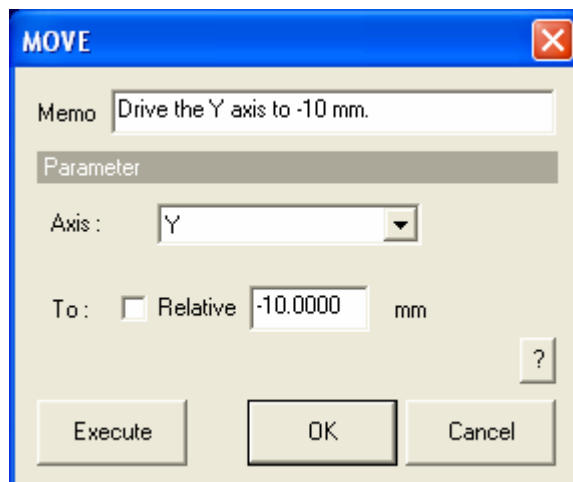 MOVE
Memo Drive the Y axis to -10 mm.
Parameter
Axis : Y
To : Relative -10.0000 mm
?
Execute OK Cancel